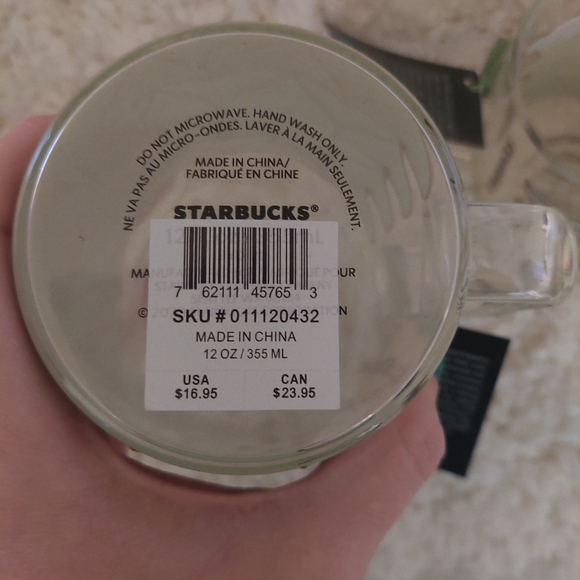 DO NOT MICROWAVE. HAND WASH ONLY.
NE VA PAS AU MICRO-ONDES. LAVER À LA MAIN SEULEMENT.
MADE IN CHINA/
FABRIQUÉ EN CHINE
STARBUCKS®
7 62111 45765 3
SKU # 011120432
MADE IN CHINA
12 OZ / 355 ML
USA CAN
$16.95 $23.95